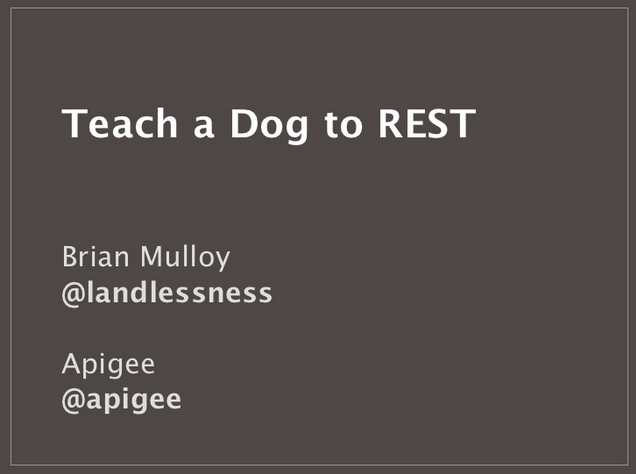 Teach a Dog to REST
Brian Mulloy
@landlessness
Apigee
@apigee